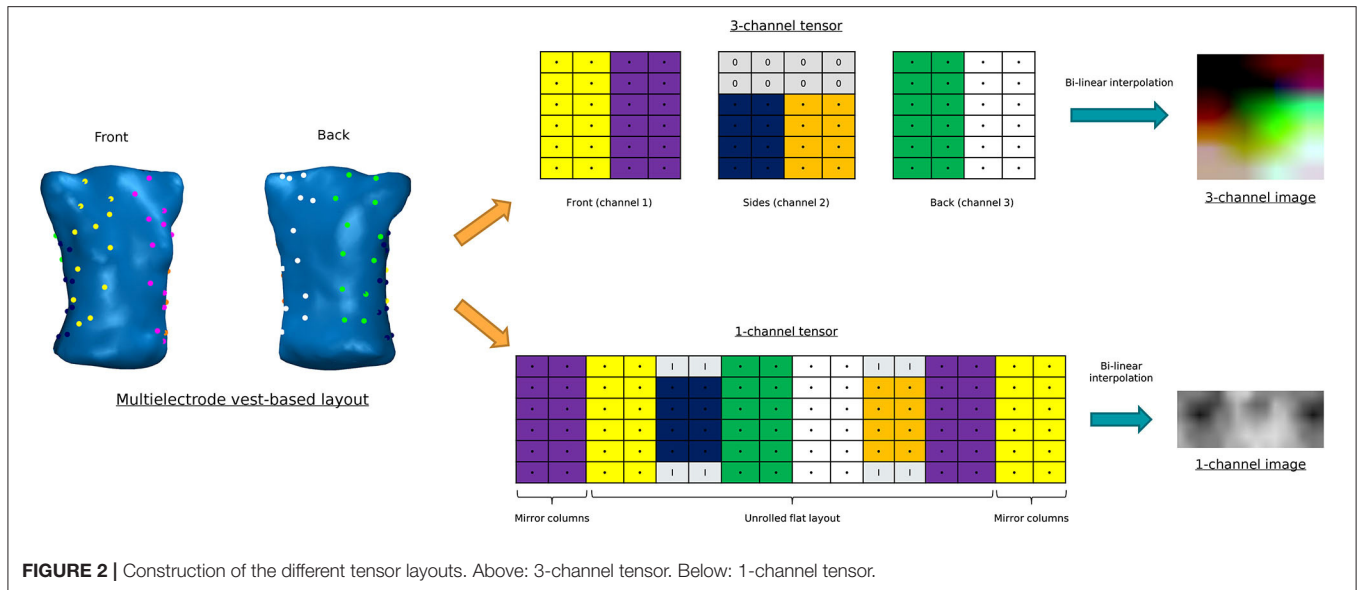 3-channel tensor
0 0 0 0
0 0 0 0
Bi-linear interpolation
Front Back
Front (channel 1) Sides (channel 2) Back (channel 3)
3-channel image
1-channel tensor
I I I I
Bi-linear
interpolation
I I I I
Multielectrode vest-based layout
1-channel image
Mirror columns Unrolled flat layout Mirror columns
FIGURE 2 | Construction of the different tensor layouts. Above: 3-channel tensor. Below: 1-channel tensor.